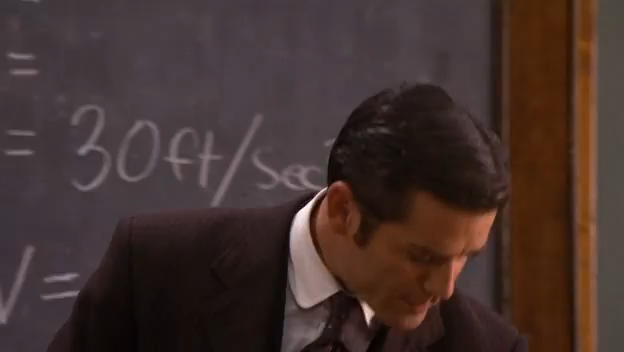 =
= 30ft/sec
V =